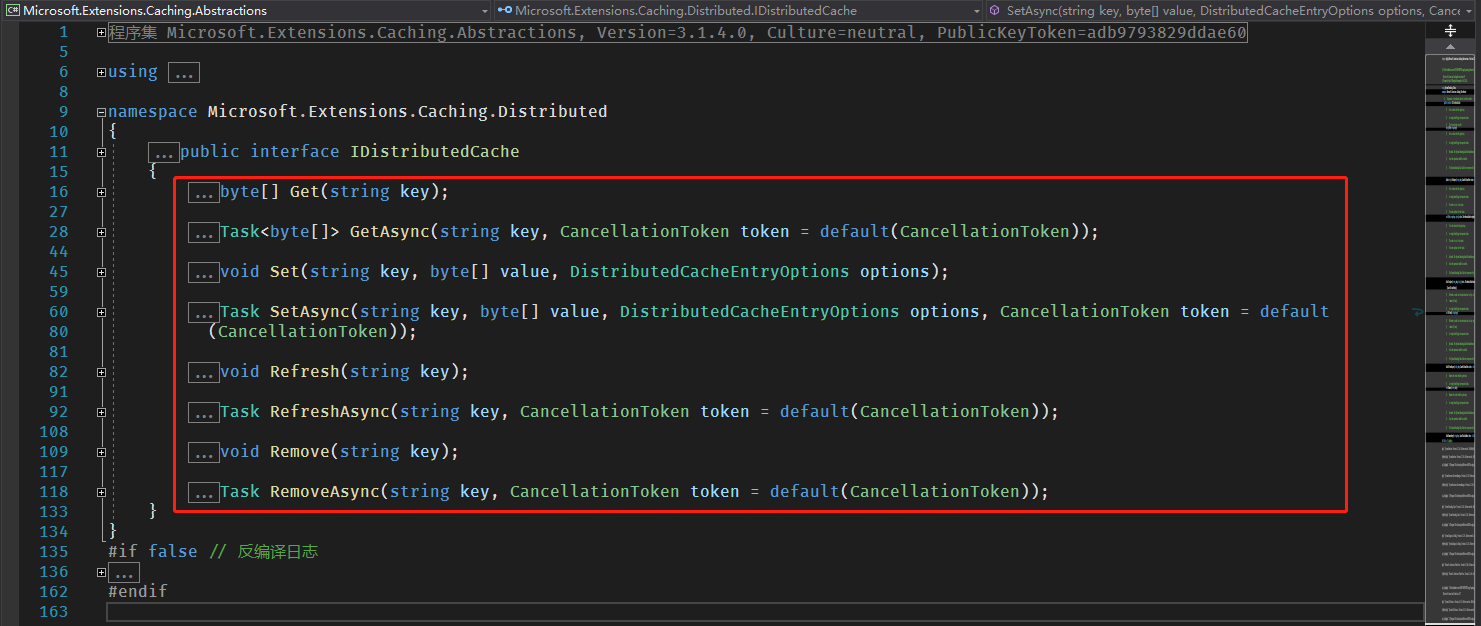 C# Microsoft.Extensions.Caching.Abstractions Microsoft.Extensions.Caching.Distributed.IDistributedCache SetAsync(string key, byte[] value, DistributedCacheEntryOptions options, Cance
1 程序集 Microsoft.Extensions.Caching.Abstractions, Version=3.1.4.0, Culture=neutral, PublicKeyToken=adb9793829ddae60
5
6 using ...
8
9 namespace Microsoft.Extensions.Caching.Distributed
10 {
11 ...public interface IDistributedCache
15 {
16 ...byte[] Get(string key);
27
28 ...Task<byte[]> GetAsync(string key, CancellationToken token = default(CancellationToken));
44
45 ...void Set(string key, byte[] value, DistributedCacheEntryOptions options);
59
60 ...Task SetAsync(string key, byte[] value, DistributedCacheEntryOptions options, CancellationToken token = default
80 (CancellationToken));
81
82 ...void Refresh(string key);
91
92 ...Task RefreshAsync(string key, CancellationToken token = default(CancellationToken));
108
109 ...void Remove(string key);
117
118 ...Task RemoveAsync(string key, CancellationToken token = default(CancellationToken));
133 }
134 }
135 #if false // 反编译日志
136 ...
162 #endif
163